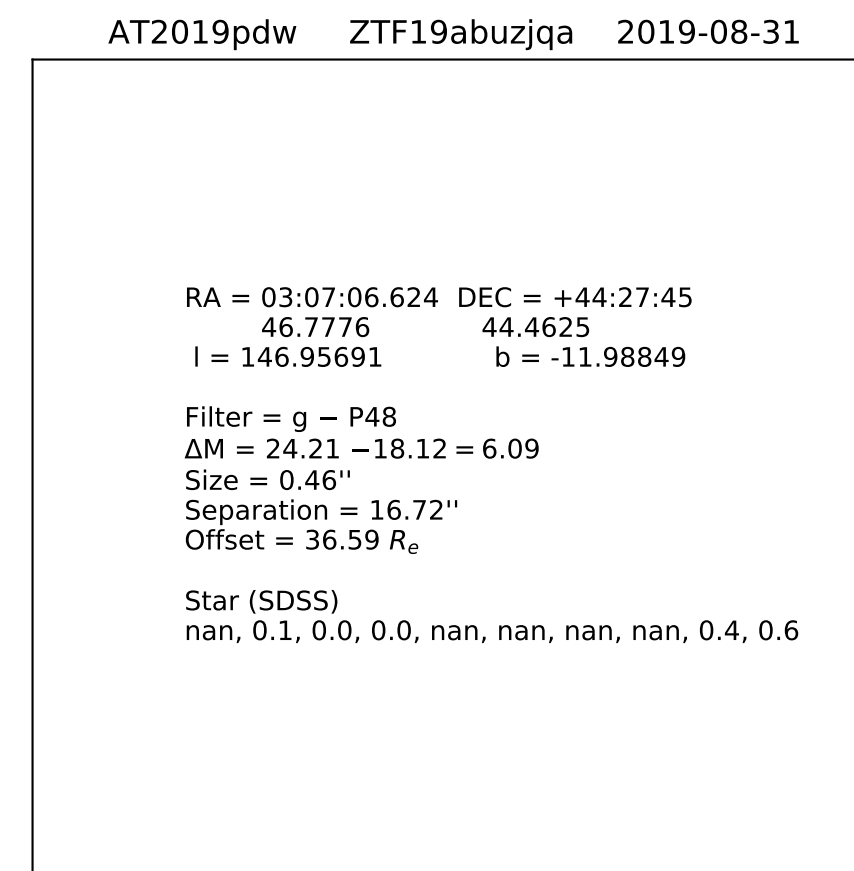 AT2019pdw ZTF19abuzjqa 2019-08-31
RA = 03:07:06.624 DEC = +44:27:45
46.7776 44.4625
l = 146.95691 b = -11.98849
Filter = g − P48
ΔM = 24.21 −18.12 = 6.09
Size = 0.46''
Separation = 16.72''
Offset = 36.59 Re
Star (SDSS)
nan, 0.1, 0.0, 0.0, nan, nan, nan, nan, 0.4, 0.6